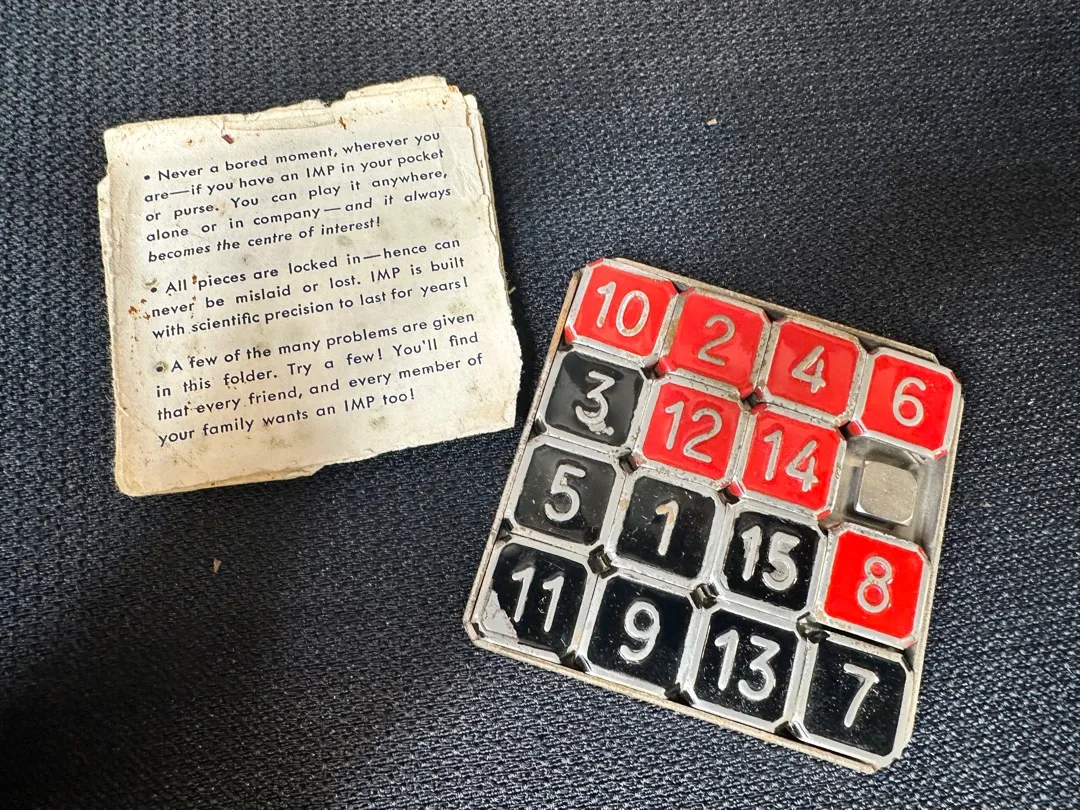 • Never a bored moment, wherever you
are—if you have an IMP in your pocket
or purse. You can play it anywhere,
alone or in company—and it always
becomes the centre of interest!
• All pieces are locked in—hence can
never be mislaid or lost. IMP is built
with scientific precision to last for years!
• A few of the many problems are given
in this folder. Try a few! You'll find
that every friend, and every member of
your family wants an IMP too!
10 2 4 6
3 12 14
5 1 15 8
11 9 13 7